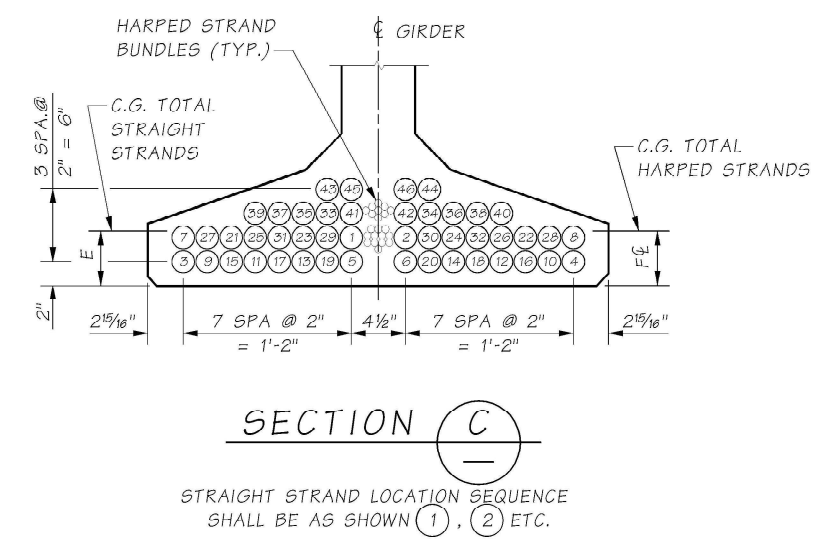 HARPED STRAND
BUNDLES (TYP.)
℄ GIRDER
3 SPA.@
2" = 6"
C.G. TOTAL
STRAIGHT
STRANDS
C.G. TOTAL
HARPED STRANDS
43 45 46 44
39 37 35 33 41 42 34 36 38 40
7 27 21 25 31 23 29 1 2 30 24 32 26 22 28 8
3 9 15 11 17 13 19 5 6 20 14 18 12 16 10 4
E
F℄
2"
2 15/16" 7 SPA @ 2" 4½" 7 SPA @ 2" 2 15/16"
= 1'-2" = 1'-2"
SECTION C
STRAIGHT STRAND LOCATION SEQUENCE
SHALL BE AS SHOWN 1 , 2 ETC.